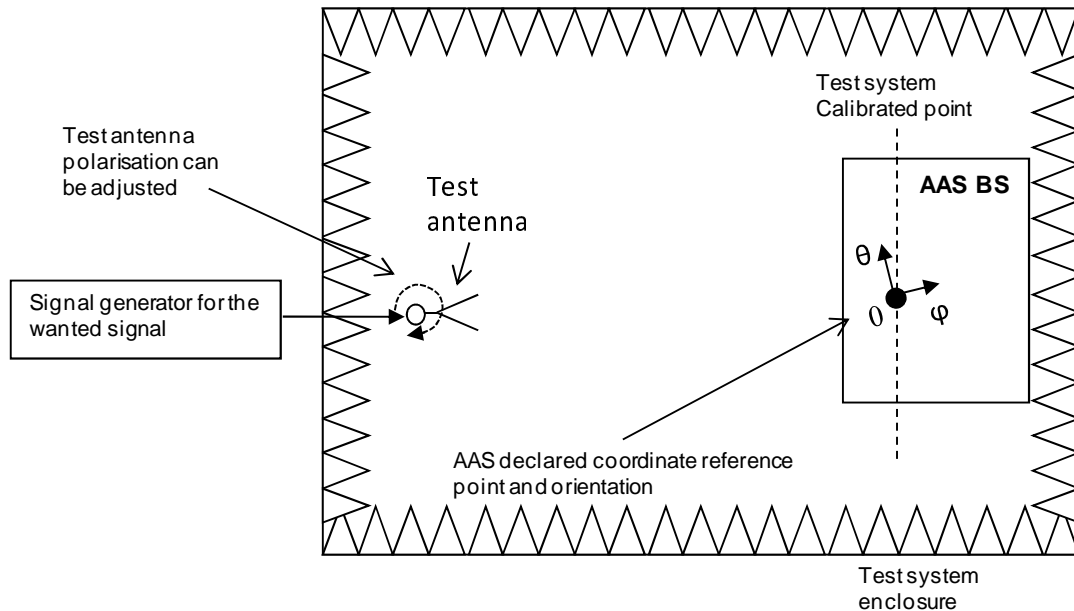 Test system
Calibrated point
Test antenna
polarisation can
be adjusted
Test
antenna
AAS BS
θ
0
φ
Signal generator for the
wanted signal
AAS declared coordinate reference
point and orientation
Test system
enclosure